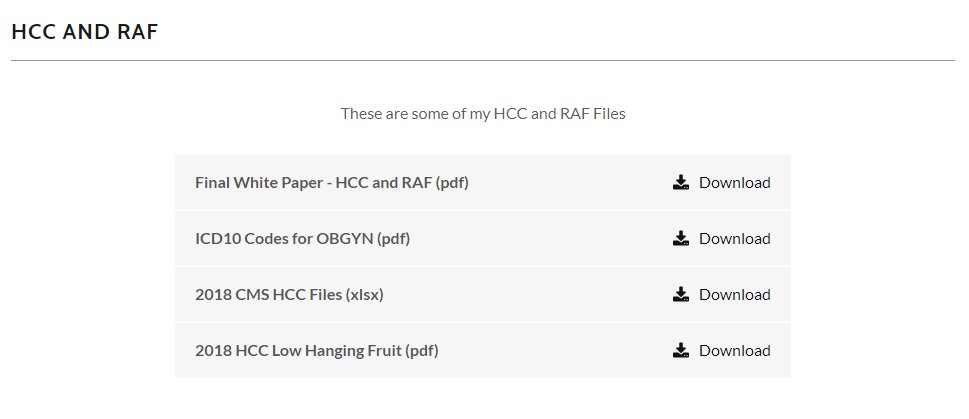 HCC AND RAF
These are some of my HCC and RAF Files
Final White Paper - HCC and RAF (pdf) Download
ICD10 Codes for OBGYN (pdf) Download
2018 CMS HCC Files (xlsx) Download
2018 HCC Low Hanging Fruit (pdf) Download